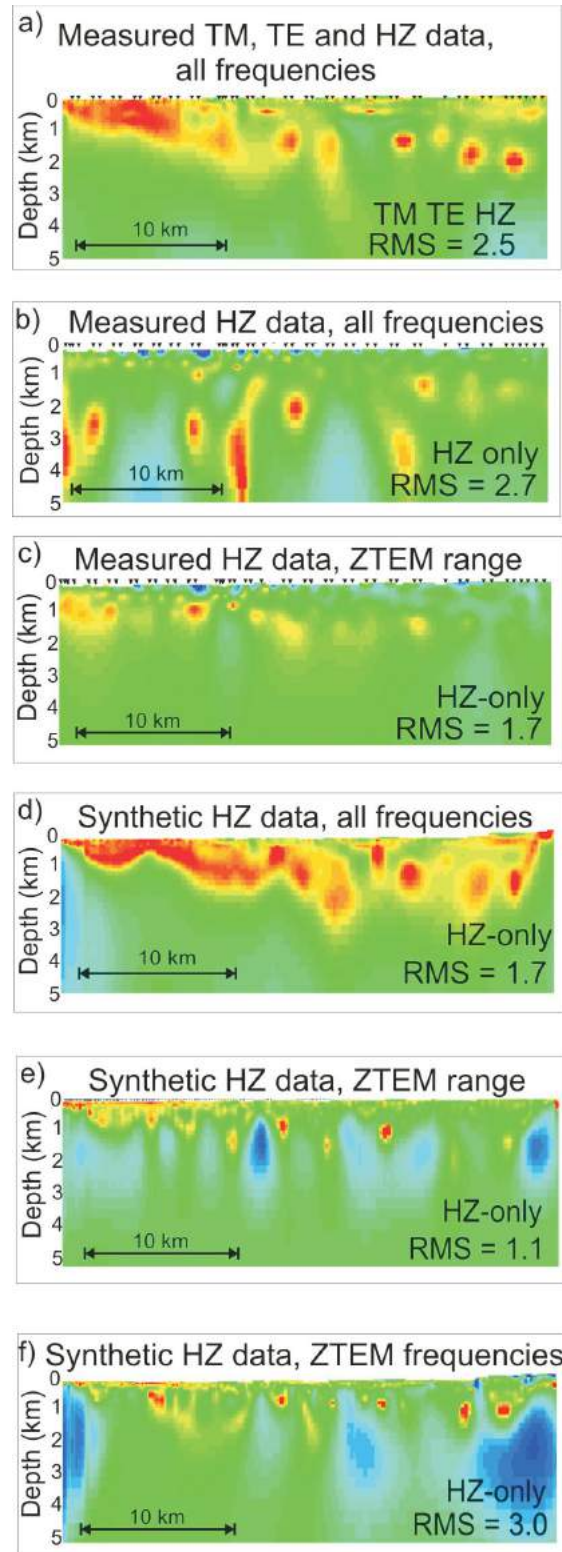 a) Measured TM, TE and HZ data,
all frequencies
Depth (km)
0
1
2
3
4
5
10 km
TM TE HZ
RMS = 2.5
b) Measured HZ data, all frequencies
Depth (km)
0
1
2
3
4
5
10 km
HZ only
RMS = 2.7
c) Measured HZ data, ZTEM range
Depth (km)
0
1
2
3
4
5
10 km
HZ-only
RMS = 1.7
d) Synthetic HZ data, all frequencies
Depth (km)
0
1
2
3
4
5
10 km
HZ-only
RMS = 1.7
e) Synthetic HZ data, ZTEM range
Depth (km)
0
1
2
3
4
5
10 km
HZ-only
RMS = 1.1
f) Synthetic HZ data, ZTEM frequencies
Depth (km)
0
1
2
3
4
5
10 km
HZ-only
RMS = 3.0